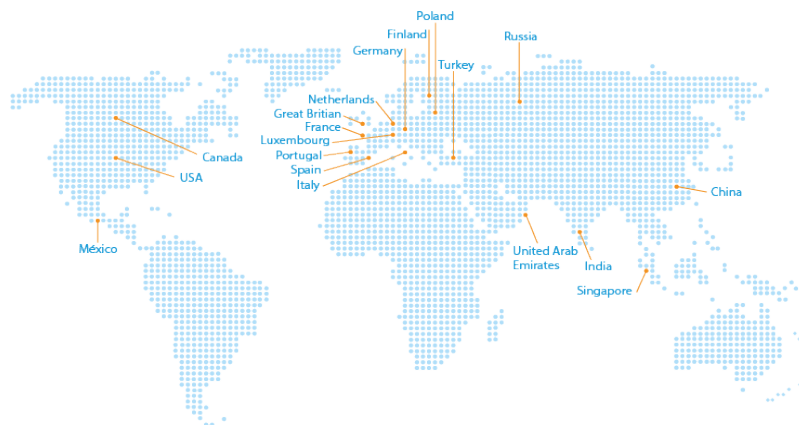 Poland
Finland
Russia
Germany
Turkey
Netherlands
Great Britian
France
Luxembourg
Canada
Portugal
Spain
USA
Italy
China
México
United Arab
Emirates
India
Singapore